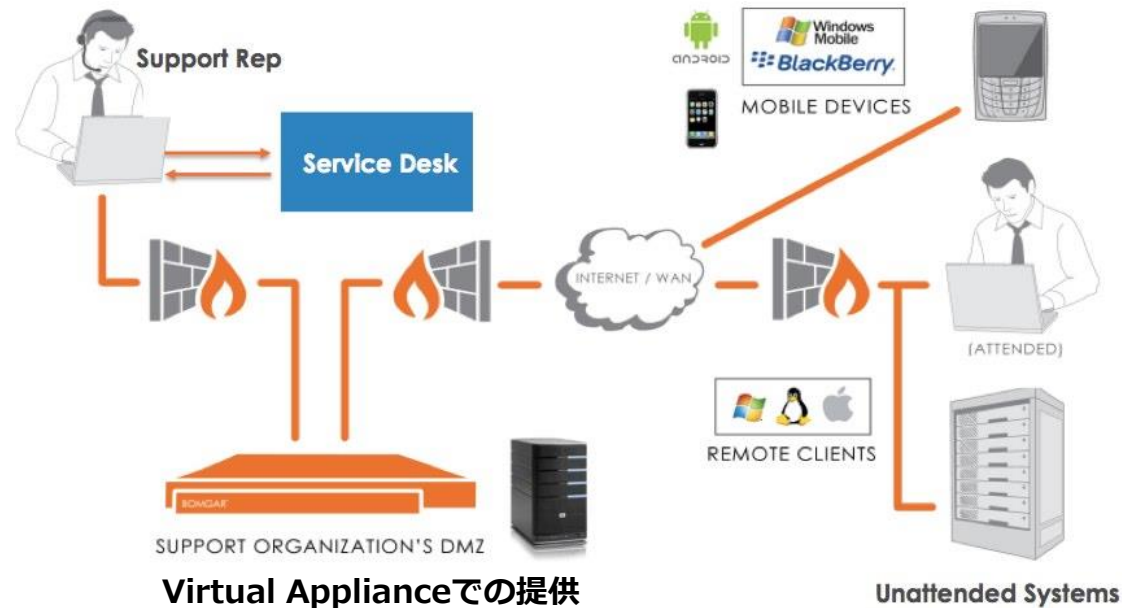 Support Rep
Service Desk
ANDROID
Windows
Mobile
BlackBerry.
MOBILE DEVICES
INTERNET / WAN
(ATTENDED)
REMOTE CLIENTS
BOMGAR
SUPPORT ORGANIZATION'S DMZ
Virtual Applianceでの提供
Unattended Systems